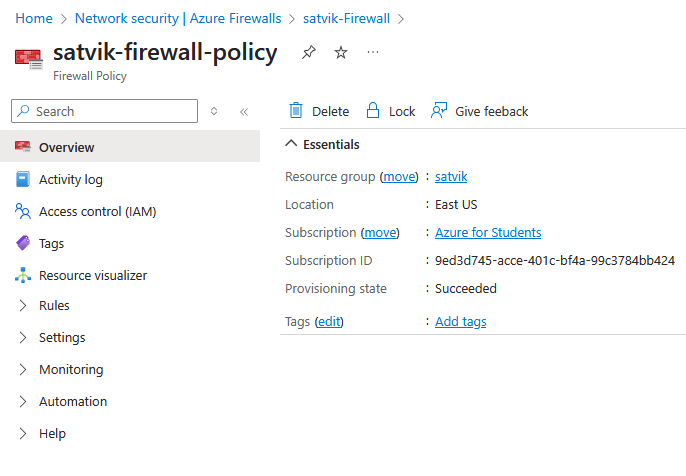 Home > Network security | Azure Firewalls > satvik-Firewall >
satvik-firewall-policy
Firewall Policy
Search
Overview
Activity log
Access control (IAM)
Tags
Resource visualizer
Rules
Settings
Monitoring
Automation
Help
Delete Lock Give feeback
Essentials
Resource group (move) : satvik
Location : East US
Subscription (move) : Azure for Students
Subscription ID : 9ed3d745-acce-401c-bf4a-99c3784bb424
Provisioning state : Succeeded
Tags (edit) : Add tags